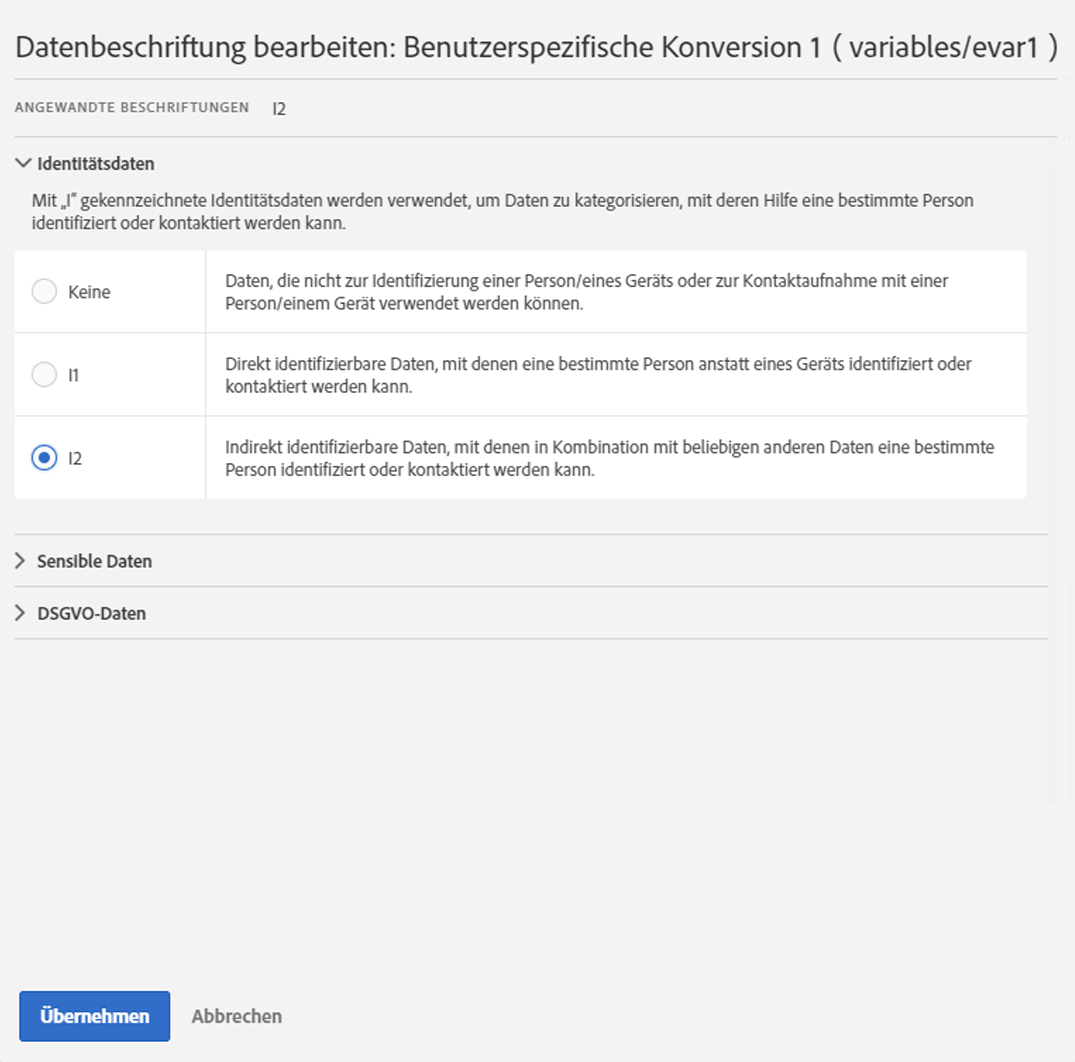 Datenbeschriftung bearbeiten: Benutzerspezifische Konversion 1 ( variables/evar1 )
ANGEWANDTE BESCHRIFTUNGEN I2
Identitätsdaten
Mit „I“ gekennzeichnete Identitätsdaten werden verwendet, um Daten zu kategorisieren, mit deren Hilfe eine bestimmte Person
identifiziert oder kontaktiert werden kann.
Keine
Daten, die nicht zur Identifizierung einer Person/eines Geräts oder zur Kontaktaufnahme mit einer
Person/einem Gerät verwendet werden können.
I1
Direkt identifizierbare Daten, mit denen eine bestimmte Person anstatt eines Geräts identifiziert oder
kontaktiert werden kann.
I2
Indirekt identifizierbare Daten, mit denen in Kombination mit beliebigen anderen Daten eine bestimmte
Person identifiziert oder kontaktiert werden kann.
Sensible Daten
DSGVO-Daten
Übernehmen Abbrechen